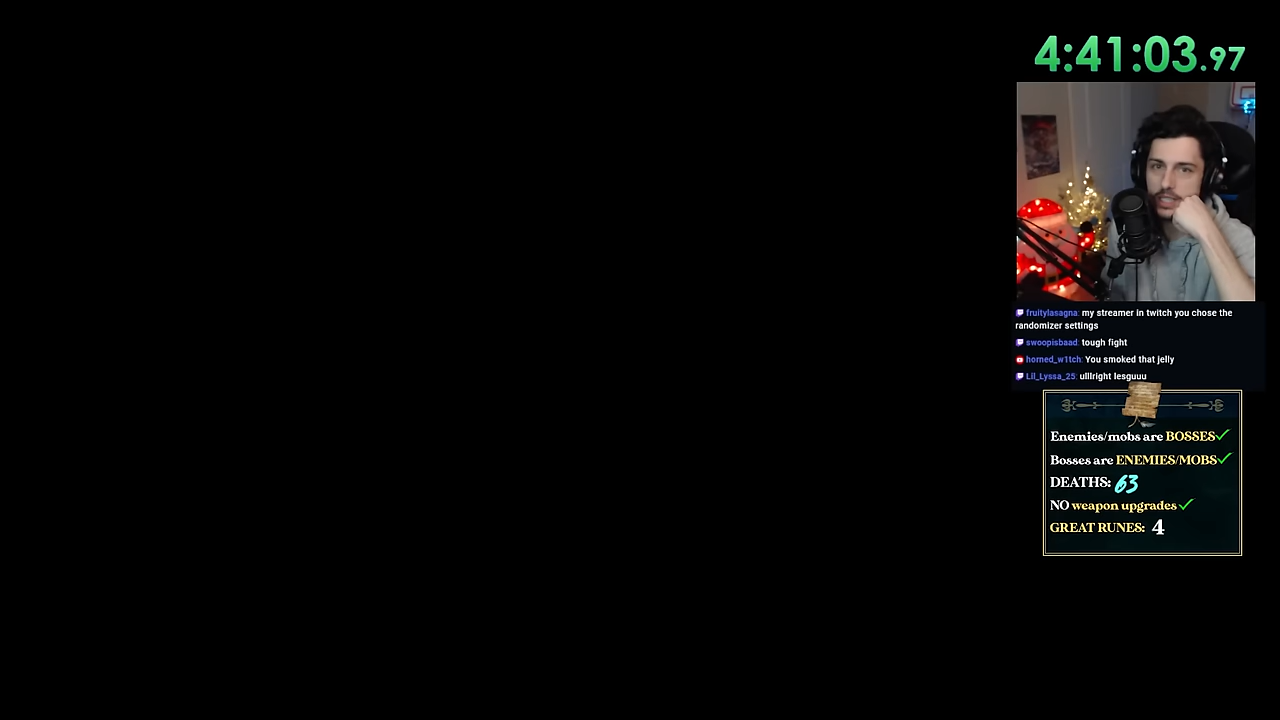 4:41:03.97
fruitylasagna: my streamer in twitch you chose the
randomizer settings
swoopisbaad: tough fight
horned_w1tch: You smoked that jelly
Lil_Lyssa_25: ulllright lesguuu
Enemies/mobs are BOSSES✓
Bosses are ENEMIES/MOBS✓
DEATHS: 63
NO weapon upgrades✓
GREAT RUNES: 4